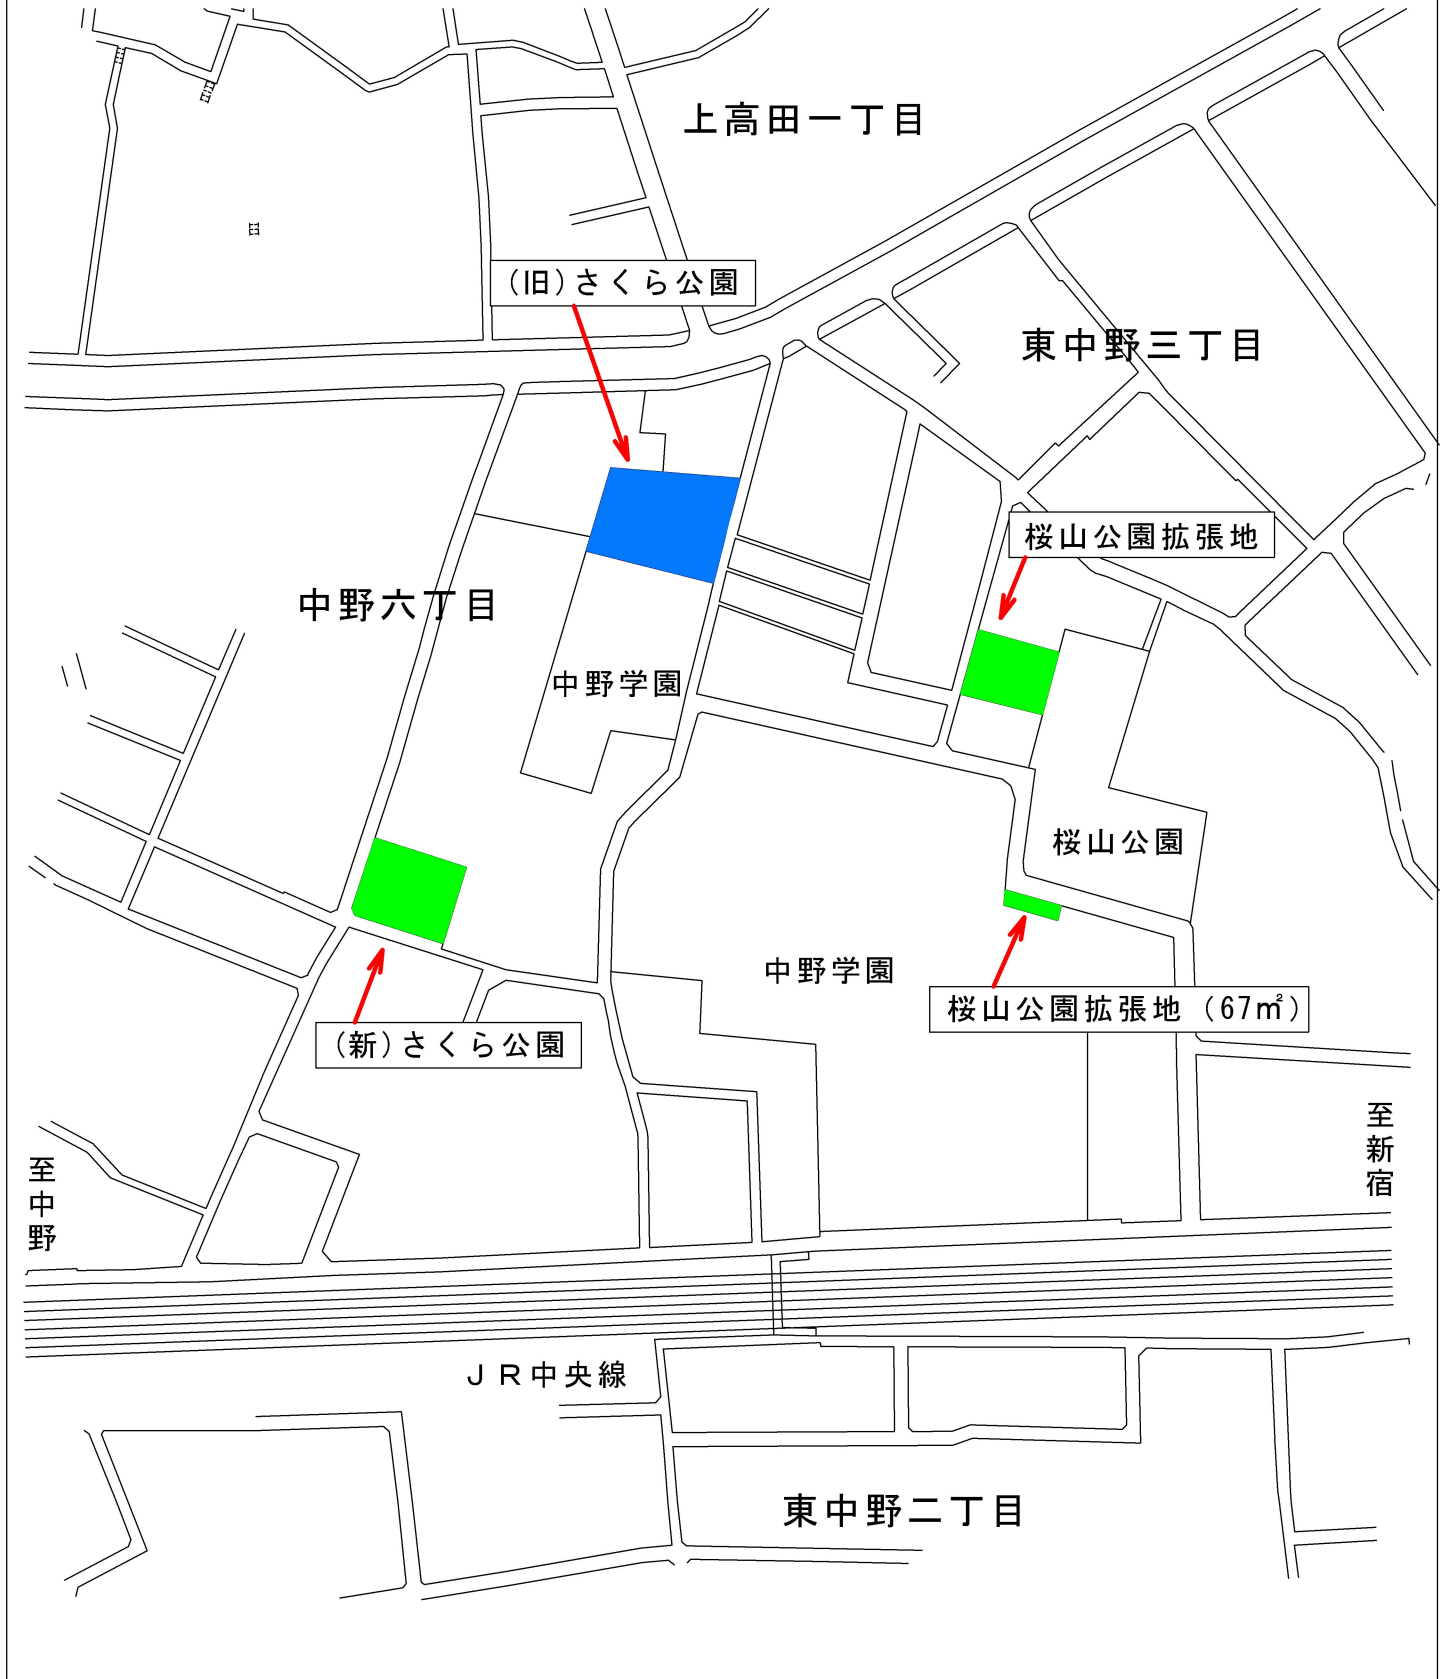 上高田一丁目
(旧)さくら公園
東中野三丁目
桜山公園拡張地
中野六丁目
中野学園
桜山公園
中野学園
桜山公園拡張地(67㎡)
(新)さくら公園
至新宿
至中野
JR中央線
東中野二丁目